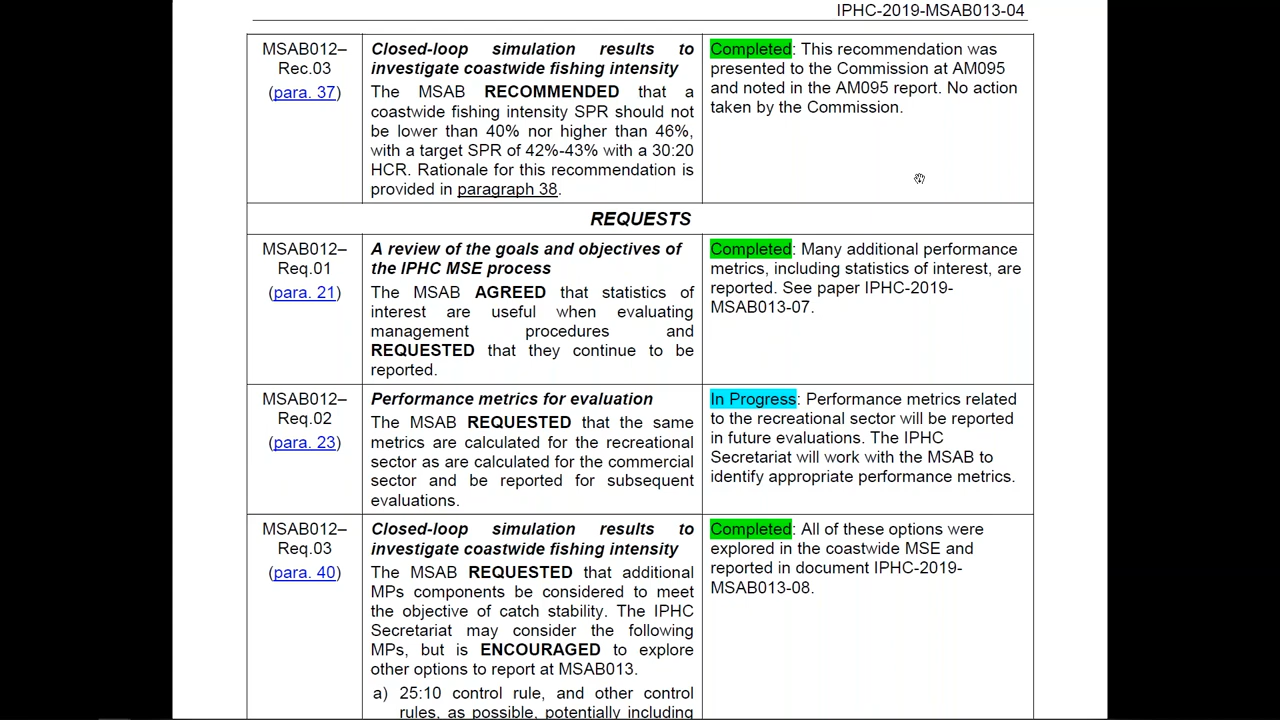 IPHC-2019-MSAB013-04
MSAB012–
Rec.03
(para. 37)
Closed-loop simulation results to
investigate coastwide fishing intensity
The MSAB RECOMMENDED that a
coastwide fishing intensity SPR should not
be lower than 40% nor higher than 46%,
with a target SPR of 42%-43% with a 30:20
HCR. Rationale for this recommendation is
provided in paragraph 38.
Completed: This recommendation was
presented to the Commission at AM095
and noted in the AM095 report. No action
taken by the Commission.
REQUESTS
MSAB012–
Req.01
(para. 21)
A review of the goals and objectives of
the IPHC MSE process
The MSAB AGREED that statistics of
interest are useful when evaluating
management procedures and
REQUESTED that they continue to be
reported.
Completed: Many additional performance
metrics, including statistics of interest, are
reported. See paper IPHC-2019-
MSAB013-07.
MSAB012–
Req.02
(para. 23)
Performance metrics for evaluation
The MSAB REQUESTED that the same
metrics are calculated for the recreational
sector as are calculated for the commercial
sector and be reported for subsequent
evaluations.
In Progress: Performance metrics related
to the recreational sector will be reported
in future evaluations. The IPHC
Secretariat will work with the MSAB to
identify appropriate performance metrics.
MSAB012–
Req.03
(para. 40)
Closed-loop simulation results to
investigate coastwide fishing intensity
The MSAB REQUESTED that additional
MPs components be considered to meet
the objective of catch stability. The IPHC
Secretariat may consider the following
MPs, but is ENCOURAGED to explore
other options to report at MSAB013.
a) 25:10 control rule, and other control
rules, as possible, potentially including
Completed: All of these options were
explored in the coastwide MSE and
reported in document IPHC-2019-
MSAB013-08.